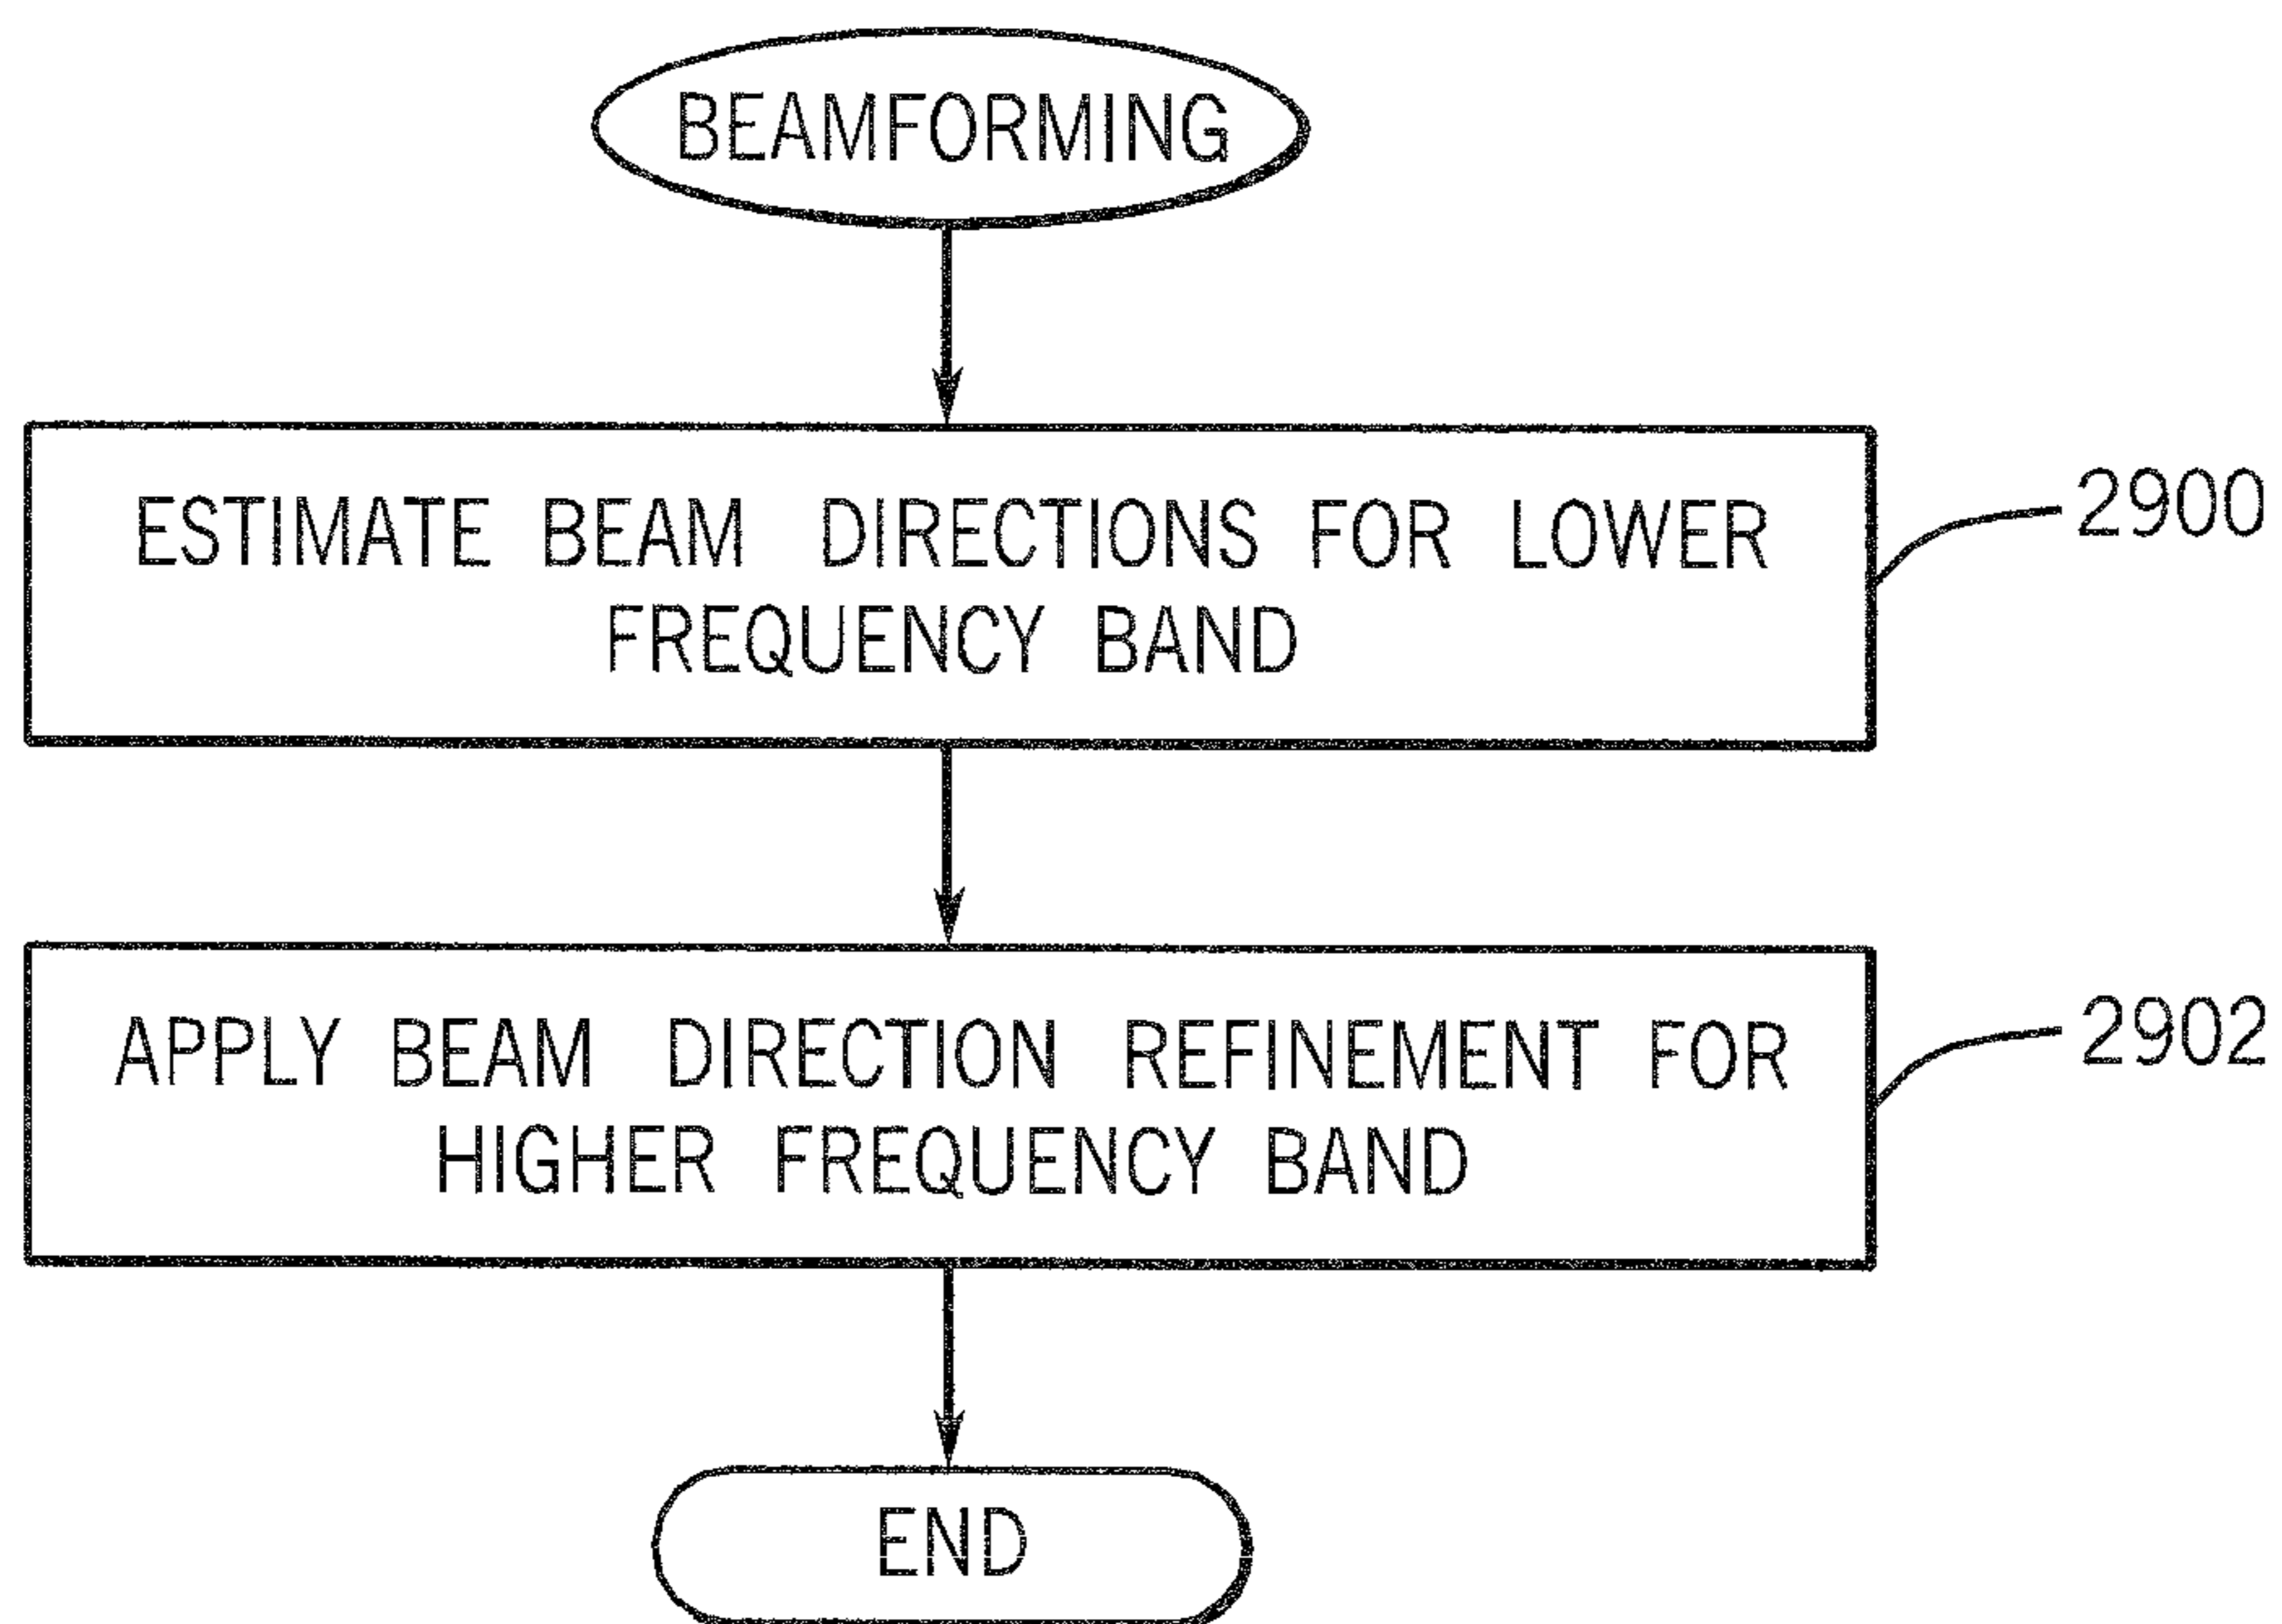 BEAMFORMING
ESTIMATE BEAM DIRECTIONS FOR LOWER
FREQUENCY BAND
2900
APPLY BEAM DIRECTION REFINEMENT FOR
HIGHER FREQUENCY BAND
2902
END